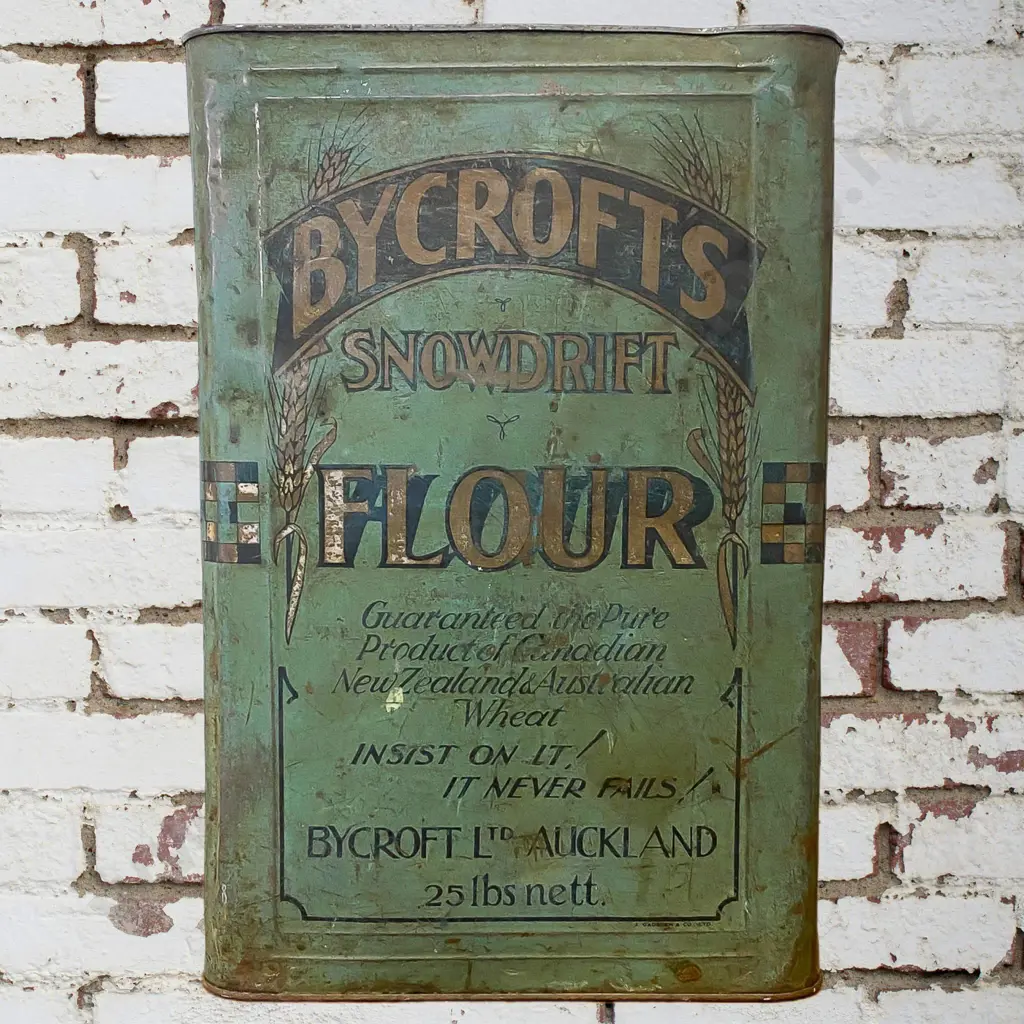 BYCROFT'S
SNOWDRIFT
FLOUR
Guaranteed the Pure
Product of Canadian
New Zealand & Australian
Wheat
INSIST ON IT!
IT NEVER FAILS!
BYCROFT LTD AUCKLAND
25 lbs nett.